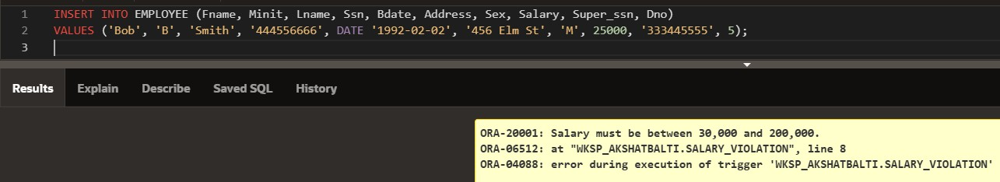 1 INSERT INTO EMPLOYEE (Fname, Minit, Lname, Ssn, Bdate, Address, Sex, Salary, Super_ssn, Dno)
2 VALUES ('Bob', 'B', 'Smith', '444556666', DATE '1992-02-02', '456 Elm St', 'M', 25000, '333445555', 5);
3
Results Explain Describe Saved SQL History
ORA-20001: Salary must be between 30,000 and 200,000.
ORA-06512: at "WKSP_AKSHATBALTI.SALARY_VIOLATION", line 8
ORA-04088: error during execution of trigger 'WKSP_AKSHATBALTI.SALARY_VIOLATION'